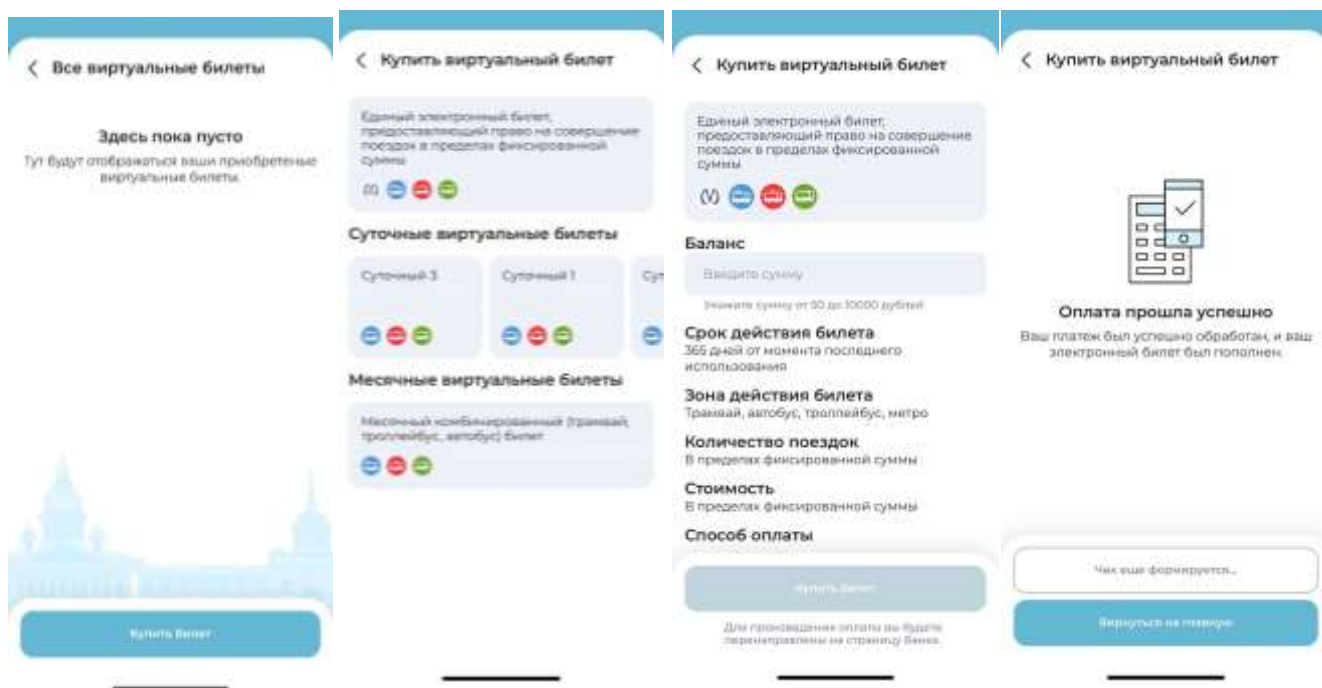 Все виртуальные билеты
Здесь пока пусто
Тут будут отображаться ваши приобретеные
виртуальные билеты.
Купить билет
Купить виртуальный билет
Единый электронный билет,
предоставляющий право на совершение
поездок в пределах фиксированной
суммы
Суточные виртуальные билеты
Суточный 3
Суточный 1
Сут
Месячные виртуальные билеты
Месячный комбинированный (трамвай,
троллейбус, автобус) билет
Купить виртуальный билет
Единый электронный билет,
предоставляющий право на совершение
поездок в пределах фиксированной
суммы
Баланс
Введите сумму
Укажите сумму от 50 до 10000 рублей
Срок действия билета
365 дней от момента последнего
использования
Зона действия билета
Трамвай, автобус, троллейбус, метро
Количество поездок
В пределах фиксированной суммы
Стоимость
В пределах фиксированной суммы
Способ оплаты
Купить билет
Для произведения оплаты вы будете
перенаправлены на страницу банка.
Купить виртуальный билет
Оплата прошла успешно
Ваш платеж был успешно обработан, и ваш
электронный билет был пополнен.
Чек еще формируется...
Вернуться на главную